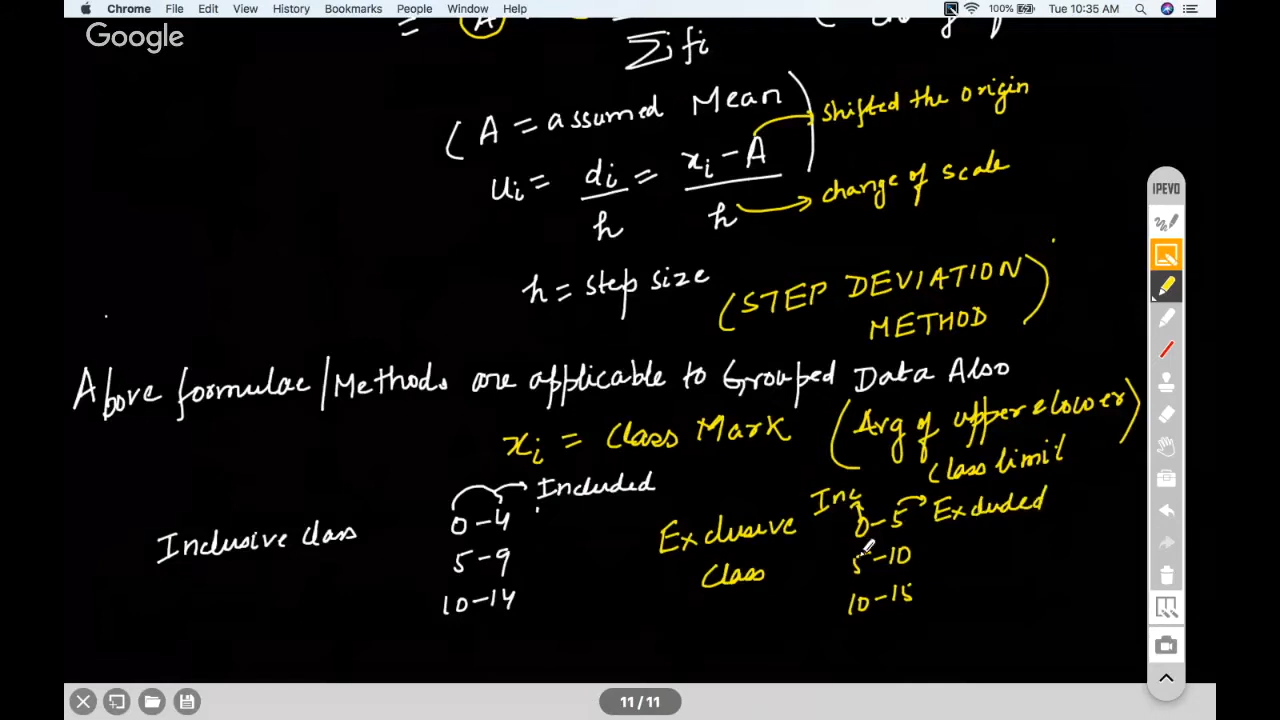 Chrome File Edit View History Bookmarks People Window Help 100% Tue 10:35 AM
Google
= A
Σi fi
( A = assumed Mean )
shifted the origin
ui = di/h = xi - A/h
change of scale
h = step size
(STEP DEVIATION
METHOD)
Above formulae/Methods are applicable to Grouped Data Also
xi = Class Mark (Avg of upper & lower
class limit)
Inclusive class
0-4 Included
5-9
10-14
Exclusive
Class
Inc 0-5 Excluded
5-10
10-15
IPEVO
11 / 11